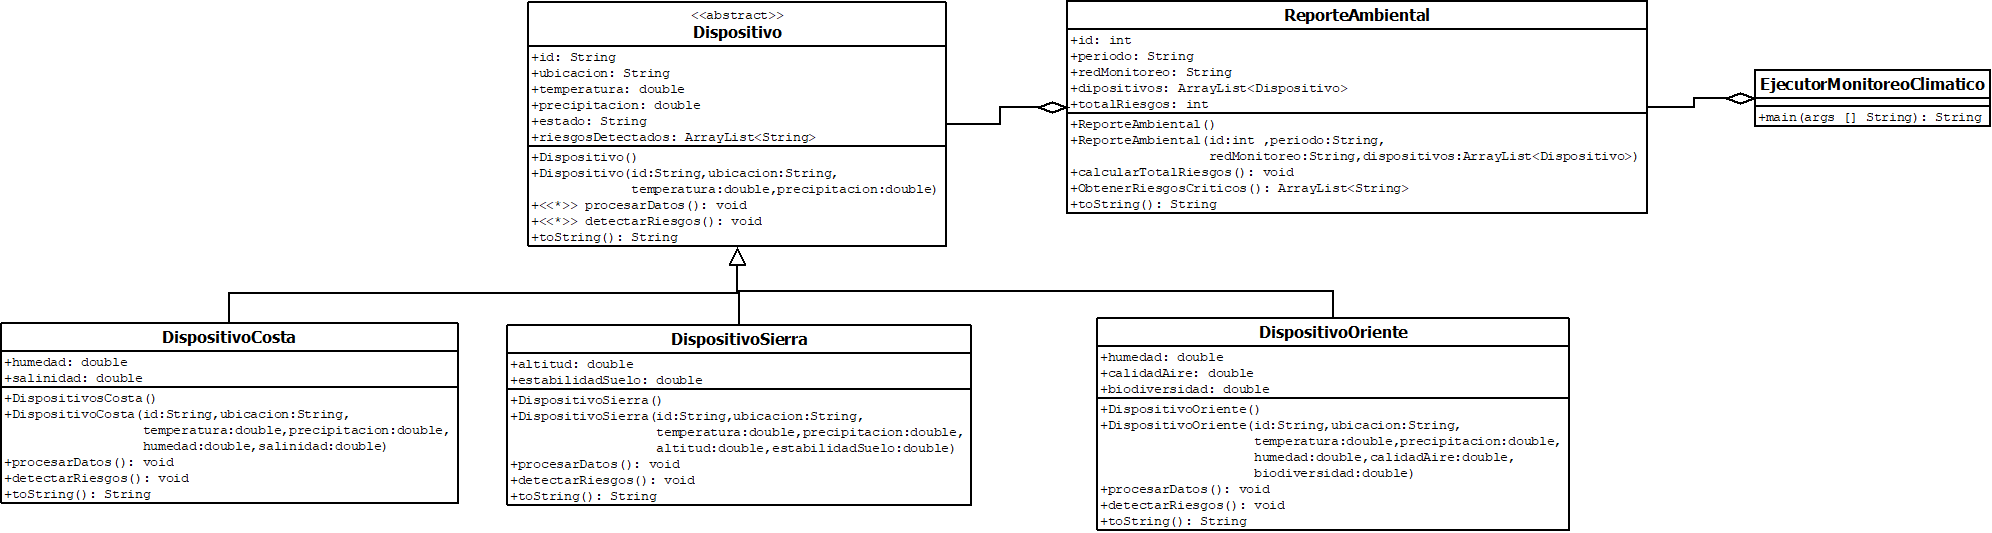 <<abstract>>
Dispositivo
+id: String
+ubicacion: String
+temperatura: double
+precipitacion: double
+estado: String
+riesgosDetectados: ArrayList<String>
+Dispositivo()
+Dispositivo(id:String,ubicacion:String,
temperatura:double,precipitacion:double)
+<<*>> procesarDatos(): void
+<<*>> detectarRiesgos(): void
+toString(): String
ReporteAmbiental
+id: int
+periodo: String
+redMonitoreo: String
+dipositivos: ArrayList<Dispositivo>
+totalRiesgos: int
+ReporteAmbiental()
+ReporteAmbiental(id:int ,periodo:String,
redMonitoreo:String,dispositivos:ArrayList<Dispositivo>)
+calcularTotalRiesgos(): void
+ObtenerRiesgosCriticos(): ArrayList<String>
+toString(): String
EjecutorMonitoreoClimatico
+main(args [] String): String
DispositivoCosta
+humedad: double
+salinidad: double
+DispositivosCosta()
+DispositivoCosta(id:String,ubicacion:String,
temperatura:double,precipitacion:double,
humedad:double,salinidad:double)
+procesarDatos(): void
+detectarRiesgos(): void
+toString(): String
DispositivoSierra
+altitud: double
+estabilidadSuelo: double
+DispositivoSierra()
+DispositivoSierra(id:String,ubicacion:String,
temperatura:double,precipitacion:double,
altitud:double,estabilidadSuelo:double)
+procesarDatos(): void
+detectarRiesgos(): void
+toString(): String
DispositivoOriente
+humedad: double
+calidadAire: double
+biodiversidad: double
+DispositivoOriente()
+DispositivoOriente(id:String,ubicacion:String,
temperatura:double,precipitacion:double,
humedad:double,calidadAire:double,
biodiversidad:double)
+procesarDatos(): void
+detectarRiesgos(): void
+toString(): String